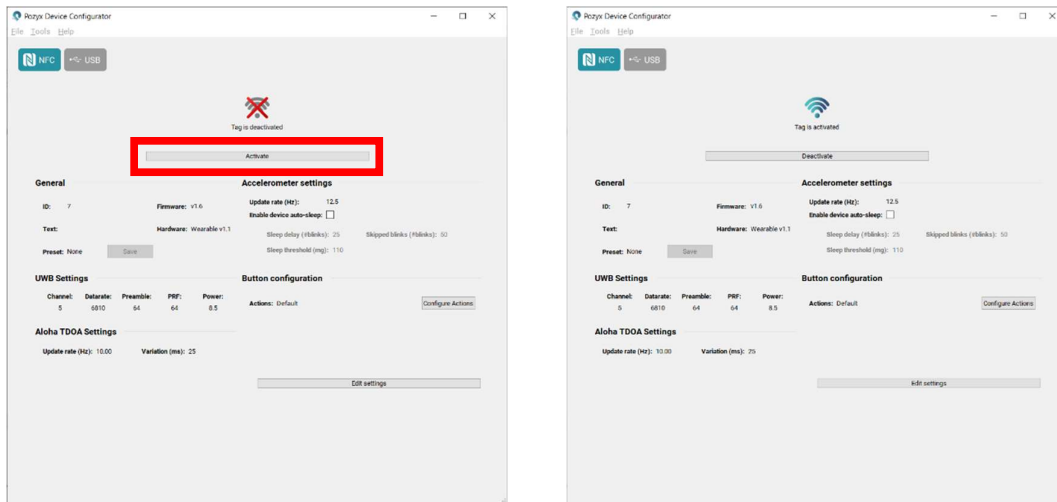 Pozyx Device Configurator
File Tools Help
NFC USB
Tag is deactivated
Activate
General
ID: 7 Firmware: v1.6
Text: Hardware: Wearable v1.1
Preset: None Save
Accelerometer settings
Update rate (Hz): 12.5
Enable device auto-sleep:
Sleep delay (#blinks): 25 Skipped blinks (#blinks): 50
Sleep threshold (mg): 110
UWB Settings
Channel: Datarate: Preamble: PRF: Power:
5 6810 64 64 8.5
Button configuration
Actions: Default Configure Actions
Aloha TDOA Settings
Update rate (Hz): 10.00 Variation (ms): 25
Edit settings
Pozyx Device Configurator
File Tools Help
NFC USB
Tag is activated
Deactivate
General
ID: 7 Firmware: v1.6
Text: Hardware: Wearable v1.1
Preset: None Save
Accelerometer settings
Update rate (Hz): 12.5
Enable device auto-sleep:
Sleep delay (#blinks): 25 Skipped blinks (#blinks): 50
Sleep threshold (mg): 110
UWB Settings
Channel: Datarate: Preamble: PRF: Power:
5 6810 64 64 8.5
Button configuration
Actions: Default Configure Actions
Aloha TDOA Settings
Update rate (Hz): 10.00 Variation (ms): 25
Edit settings